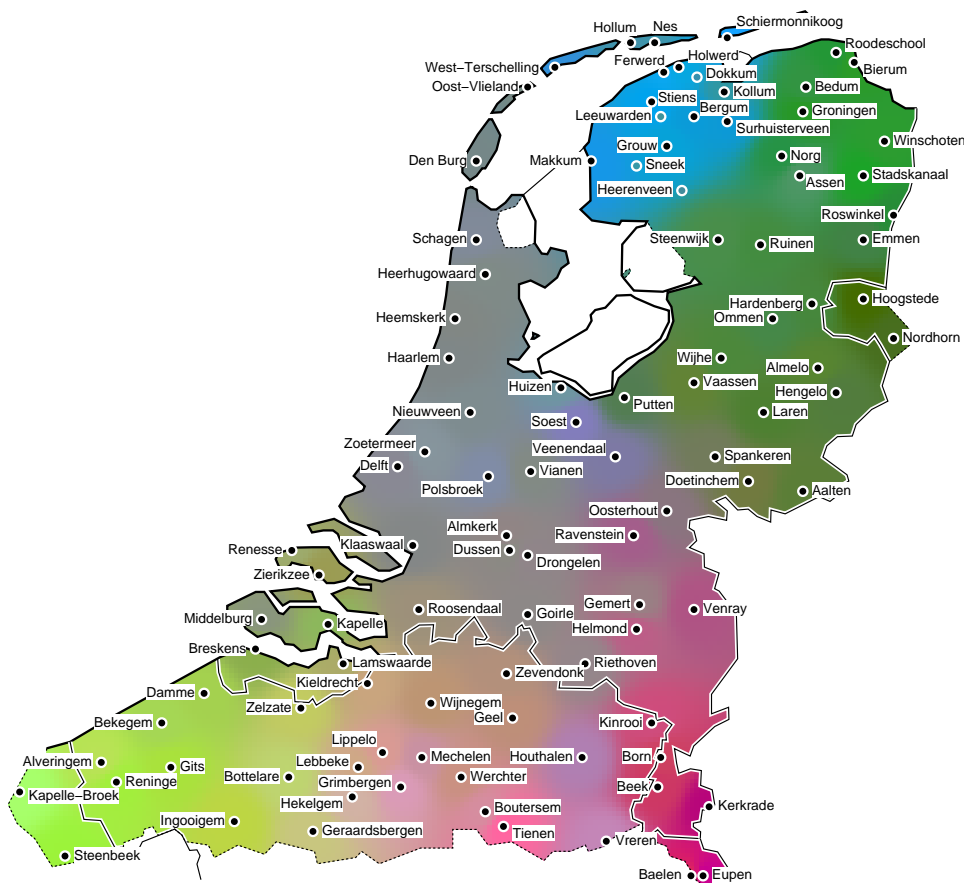 Schiermonnikoog
Hollum
Nes
Roodeschool
Holwerd
Ferwerd
Bierum
West–Terschelling
Dokkum
Oost–Vlieland
Kollum
Bedum
Stiens
Bergum
Groningen
Leeuwarden
Surhuisterveen
Winschoten
Grouw
Norg
Den Burg
Makkum
Sneek
Assen
Stadskanaal
Heerenveen
Roswinkel
Schagen
Steenwijk
Ruinen
Emmen
Heerhugowaard
Hoogstede
Hardenberg
Heemskerk
Ommen
Nordhorn
Haarlem
Wijhe
Almelo
Huizen
Vaassen
Hengelo
Putten
Nieuwveen
Laren
Soest
Zoetermeer
Veenendaal
Spankeren
Delft
Vianen
Polsbroek
Doetinchem
Aalten
Oosterhout
Almkerk
Ravenstein
Renesse
Klaaswaal
Dussen
Drongelen
Zierikzee
Gemert
Roosendaal
Goirle
Venray
Middelburg
Kapelle
Helmond
Breskens
Lamswaarde
Riethoven
Zevendonk
Kieldrecht
Damme
Zelzate
Wijnegem
Geel
Bekegem
Kinrooi
Lippelo
Mechelen
Houthalen
Born
Alveringem
Gits
Lebbeke
Bottelare
Werchter
Reninge
Grimbergen
Beek
Kapelle–Broek
Hekelgem
Kerkrade
Boutersem
Ingooigem
Geraardsbergen
Tienen
Vreren
Steenbeek
Baelen
Eupen